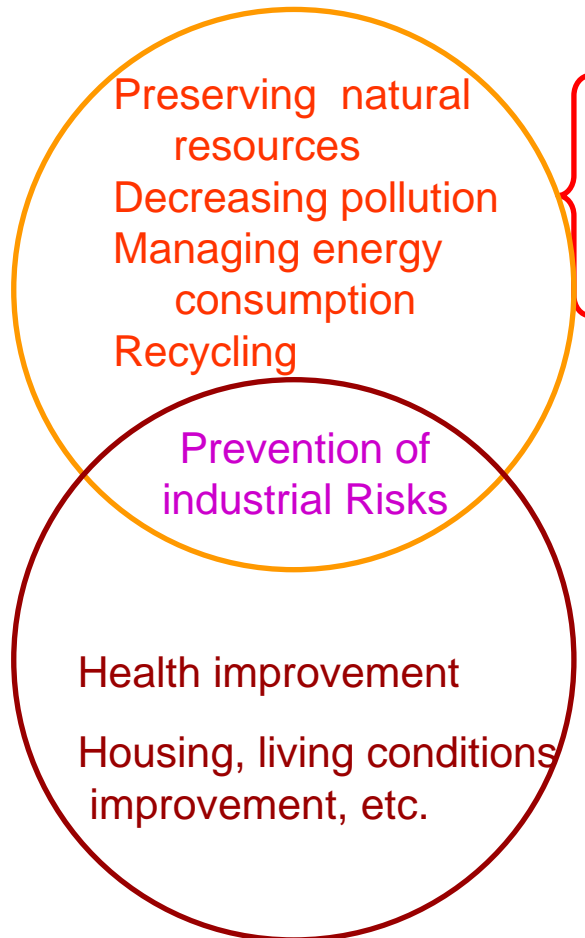 Preserving natural
resources
Decreasing pollution
Managing energy
consumption
Recycling
Prevention of
industrial Risks
Health improvement
Housing, living conditions
improvement, etc.